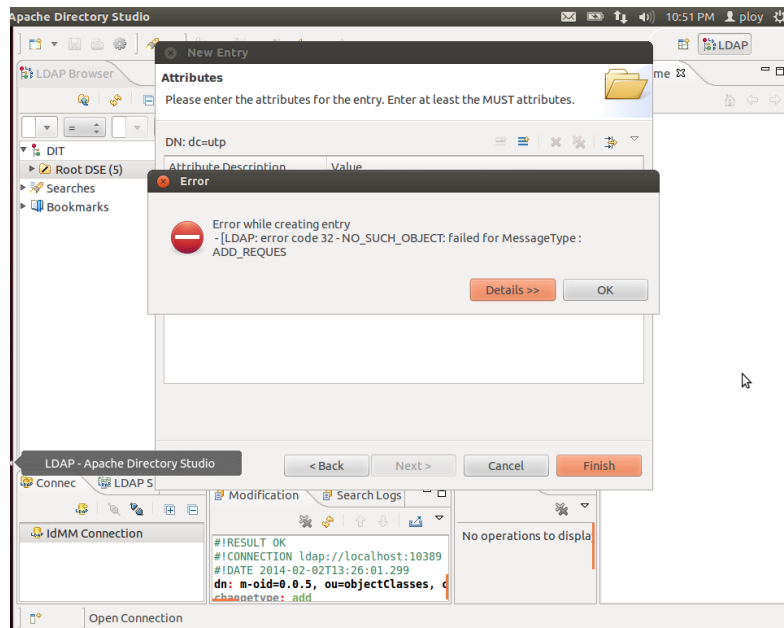 Apache Directory Studio
10:51 PM ploy
New Entry
LDAP
LDAP Browser
Attributes
me
Please enter the attributes for the entry. Enter at least the MUST attributes.
=
DN: dc=utp
DIT
Attribute Description Value
Root DSE (5)
Error
Searches
Bookmarks
Error while creating entry
- [LDAP: error code 32 - NO_SUCH_OBJECT: failed for MessageType :
ADD_REQUES
Details >>
OK
LDAP - Apache Directory Studio
< Back
Next >
Cancel
Finish
Connec
LDAP S
Modification
Search Logs
IdMM Connection
No operations to display
#!RESULT OK
#!CONNECTION ldap://localhost:10389
#!DATE 2014-02-02T13:26:01.299
dn: m-oid=0.0.5, ou=objectClasses, c
changetype: add
Open Connection